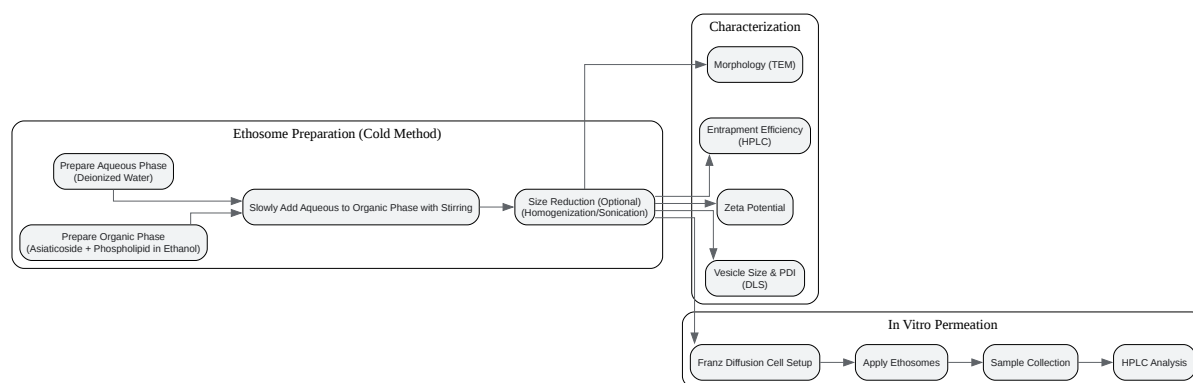 Characterization
Morphology (TEM)
Entrapment Efficiency
(HPLC)
Zeta Potential
Vesicle Size & PDI
(DLS)
Ethosome Preparation (Cold Method)
Prepare Aqueous Phase
(Deionized Water)
Prepare Organic Phase
(Asiaticoside + Phospholipid in Ethanol)
Slowly Add Aqueous to Organic Phase with Stirring
Size Reduction (Optional)
(Homogenization/Sonication)
In Vitro Permeation
Franz Diffusion Cell Setup
Apply Ethosomes
Sample Collection
HPLC Analysis